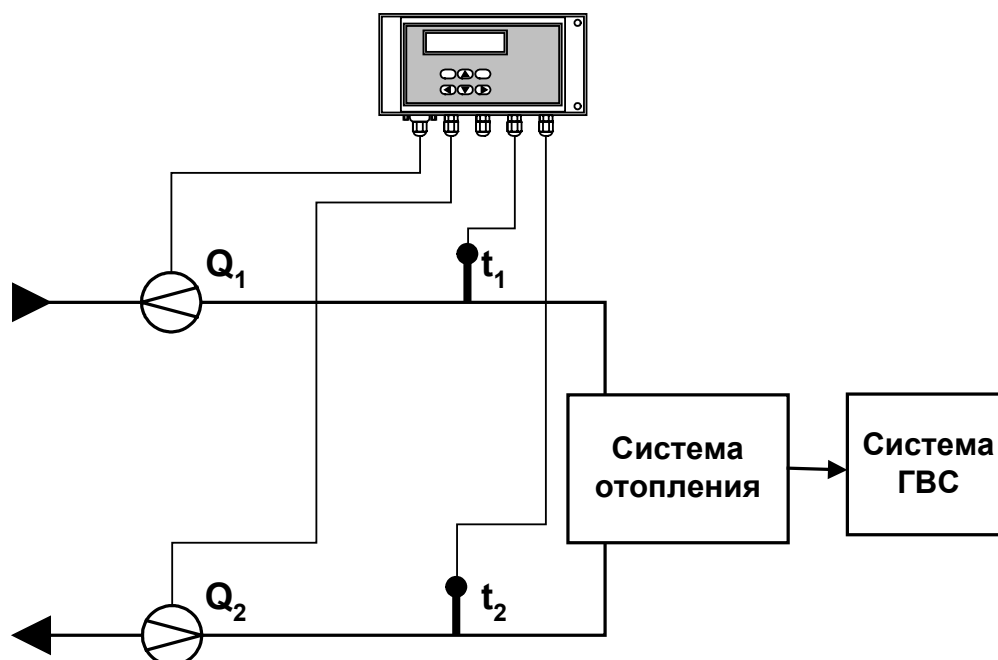 Q₁
t₁
Система
отопления
Система
ГВС
Q₂
t₂